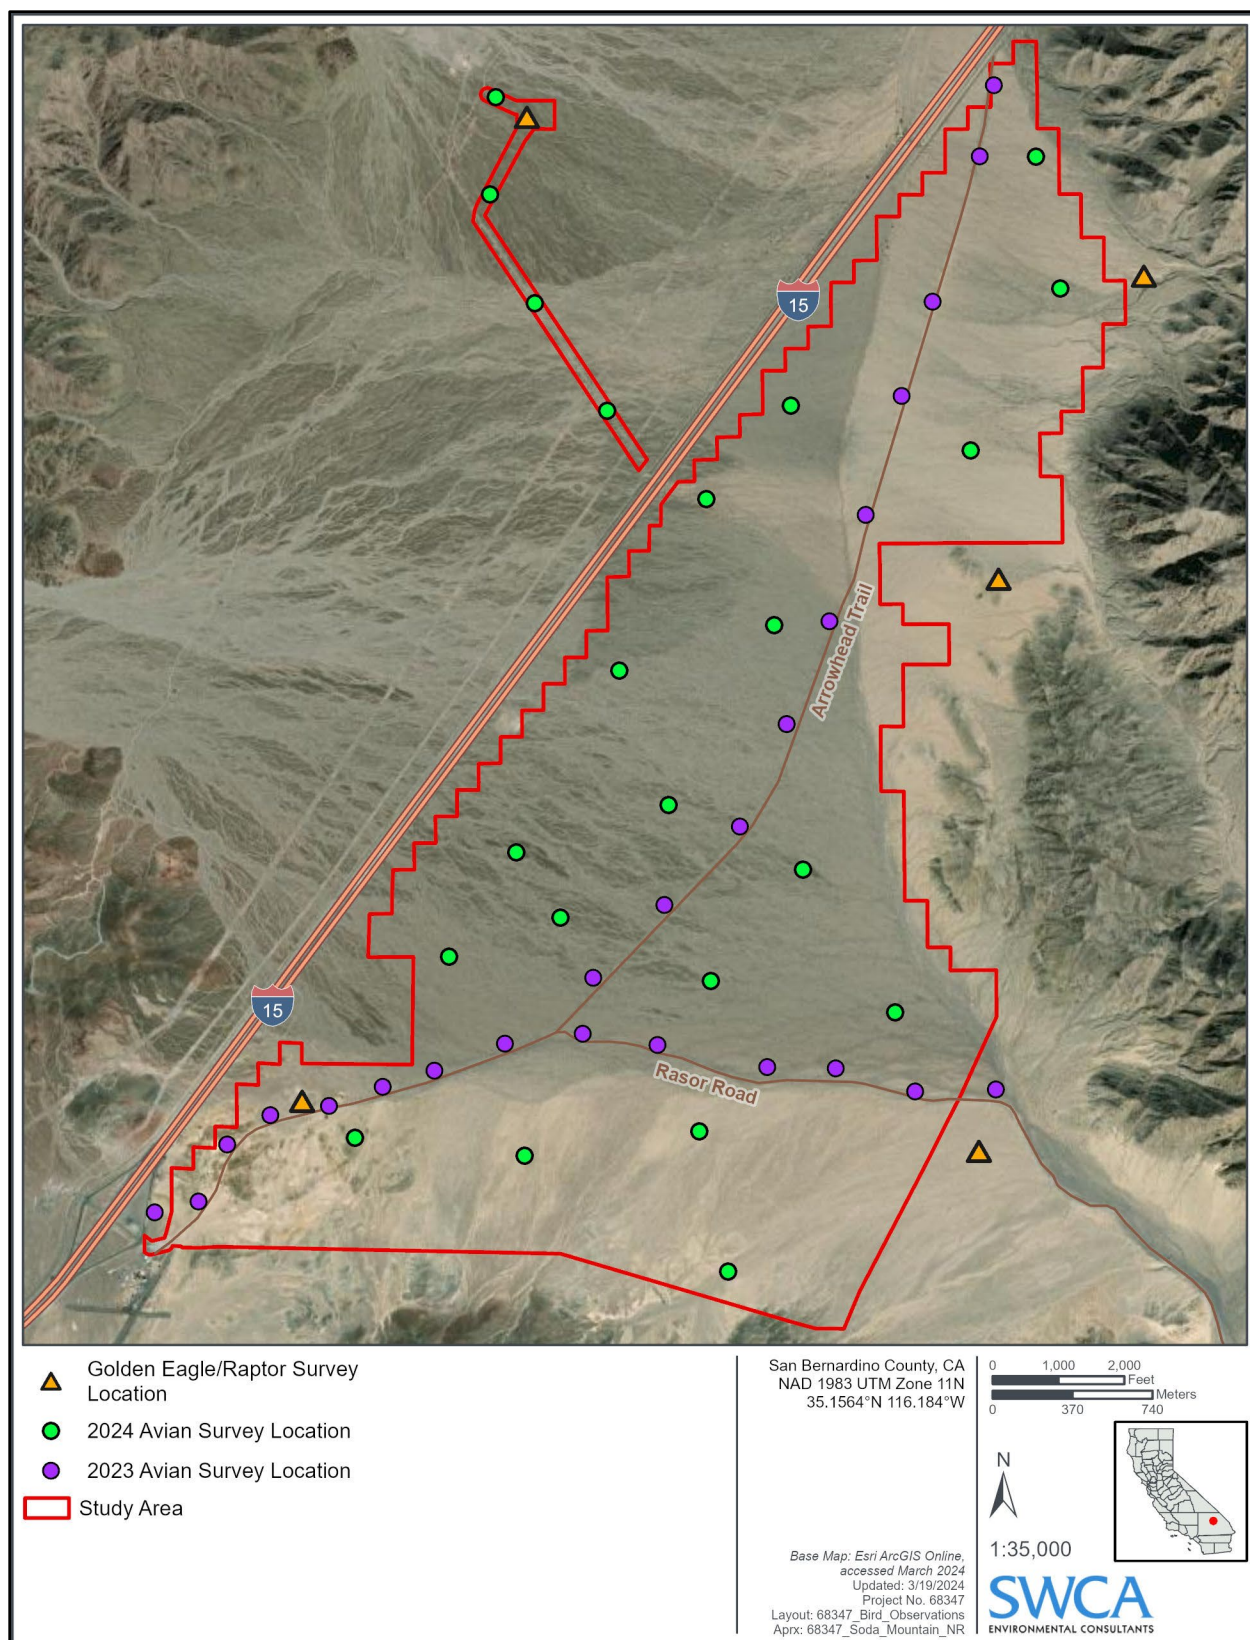 15
Arrowhead Trail
15
Rasor Road
Golden Eagle/Raptor Survey
Location
2024 Avian Survey Location
2023 Avian Survey Location
Study Area
San Bernardino County, CA
NAD 1983 UTM Zone 11N
35.1564°N 116.184°W
Base Map: Esri ArcGIS Online,
accessed March 2024
Updated: 3/19/2024
Project No. 68347
Layout: 68347_Bird_Observations
Aprx: 68347_Soda_Mountain_NR
0 1,000 2,000
Feet
Meters
0 370 740
N
1:35,000
SWCA
ENVIRONMENTAL CONSULTANTS